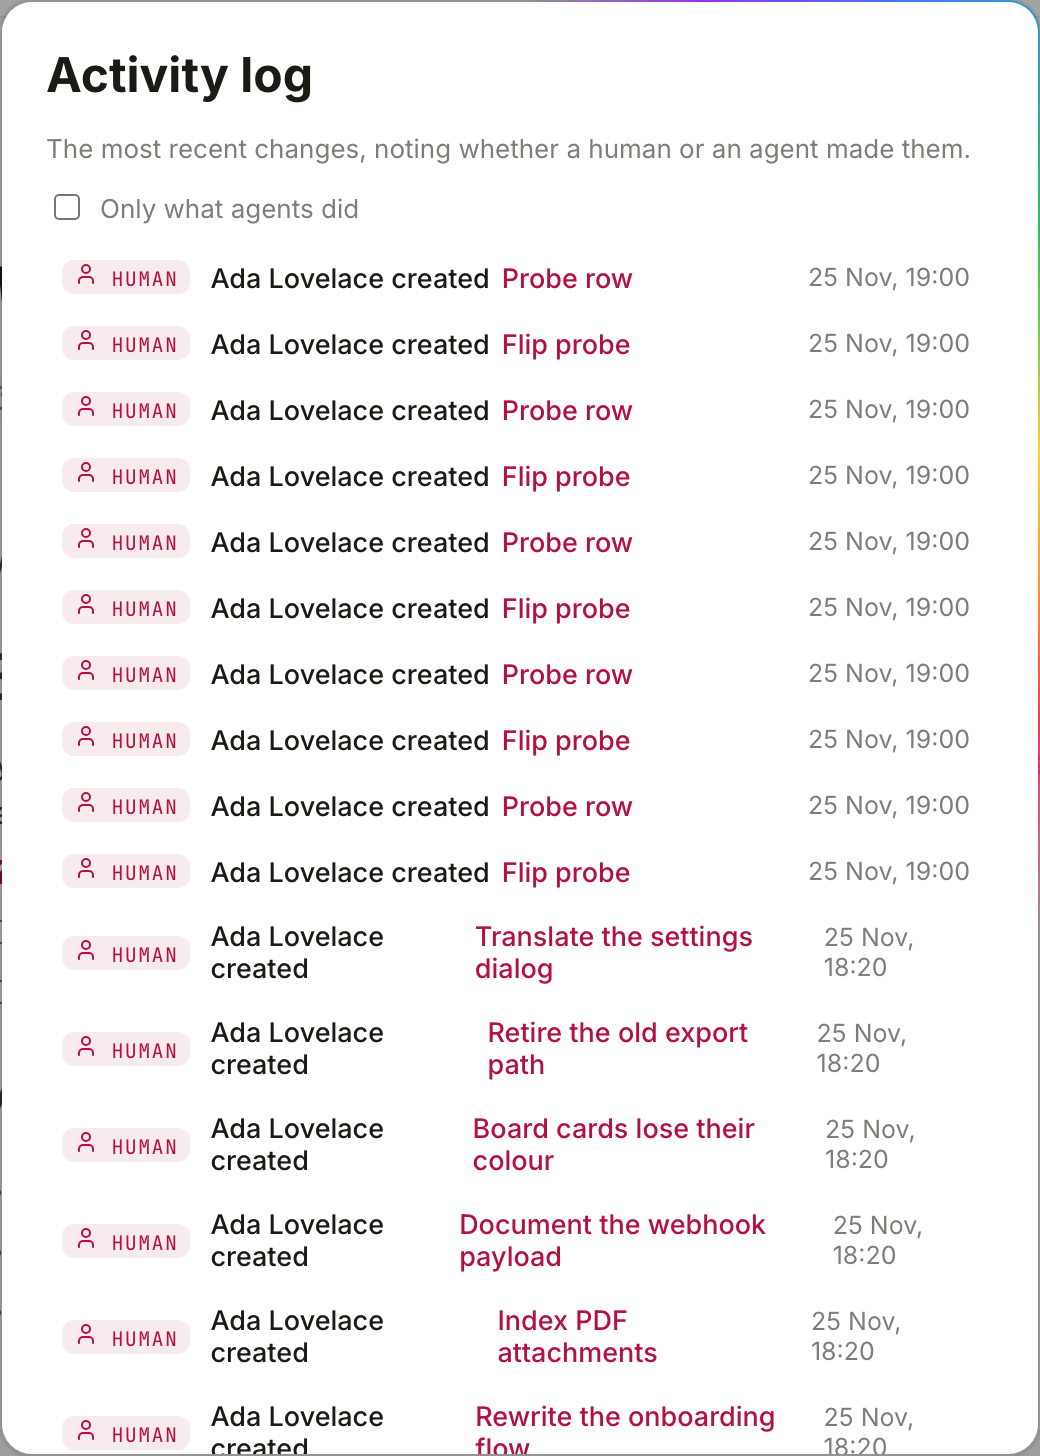 Activity log
The most recent changes, noting whether a human or an agent made them.
Only what agents did
HUMAN Ada Lovelace created Probe row 25 Nov, 19:00
HUMAN Ada Lovelace created Flip probe 25 Nov, 19:00
HUMAN Ada Lovelace created Probe row 25 Nov, 19:00
HUMAN Ada Lovelace created Flip probe 25 Nov, 19:00
HUMAN Ada Lovelace created Probe row 25 Nov, 19:00
HUMAN Ada Lovelace created Flip probe 25 Nov, 19:00
HUMAN Ada Lovelace created Probe row 25 Nov, 19:00
HUMAN Ada Lovelace created Flip probe 25 Nov, 19:00
HUMAN Ada Lovelace created Probe row 25 Nov, 19:00
HUMAN Ada Lovelace created Flip probe 25 Nov, 19:00
HUMAN
Ada Lovelace
created
Translate the settings
dialog
25 Nov,
18:20
HUMAN
Ada Lovelace
created
Retire the old export
path
25 Nov,
18:20
HUMAN
Ada Lovelace
created
Board cards lose their
colour
25 Nov,
18:20
HUMAN
Ada Lovelace
created
Document the webhook
payload
25 Nov,
18:20
HUMAN
Ada Lovelace
created
Index PDF
attachments
25 Nov,
18:20
HUMAN
Ada Lovelace
created
Rewrite the onboarding
flow
25 Nov,
18:20